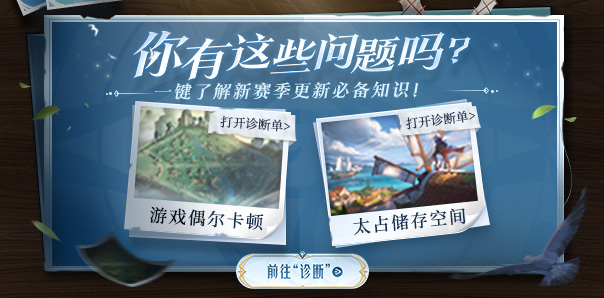 你有这些问题吗?
一键了解新赛季更新必备知识!
打开诊断单>
打开诊断单>
游戏偶尔卡顿
太占储存空间
前往“诊断”